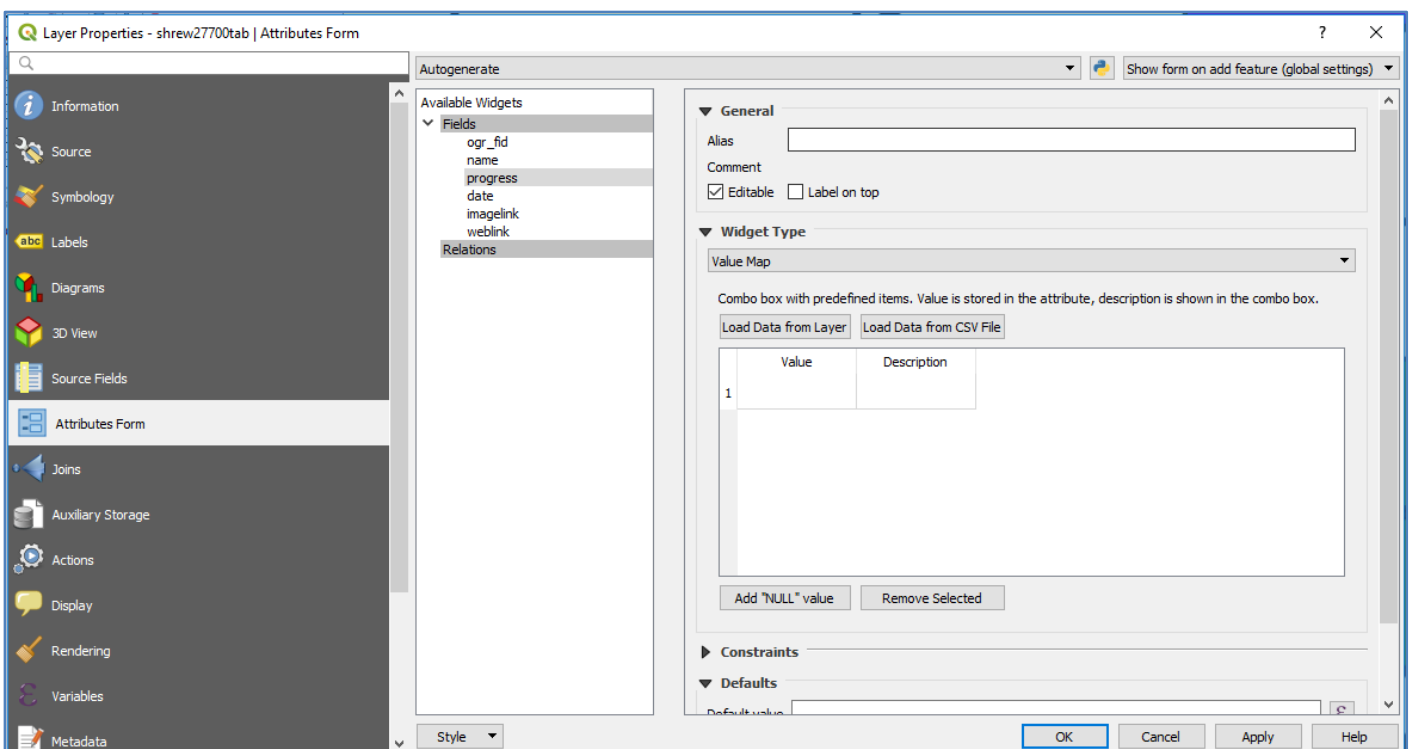 Layer Properties - shrew27700tab | Attributes Form
?
Autogenerate
Show form on add feature (global settings)
Information
Source
Symbology
abc Labels
Diagrams
3D View
Source Fields
Attributes Form
Joins
Auxiliary Storage
Actions
Display
Rendering
Variables
Metadata
Available Widgets
Fields
ogr_fid
name
progress
date
imagelink
weblink
Relations
General
Alias
Comment
Editable Label on top
Widget Type
Value Map
Combo box with predefined items. Value is stored in the attribute, description is shown in the combo box.
Load Data from Layer Load Data from CSV File
Value Description
1
Add "NULL" value Remove Selected
Constraints
Defaults
Default value
Style
OK Cancel Apply Help